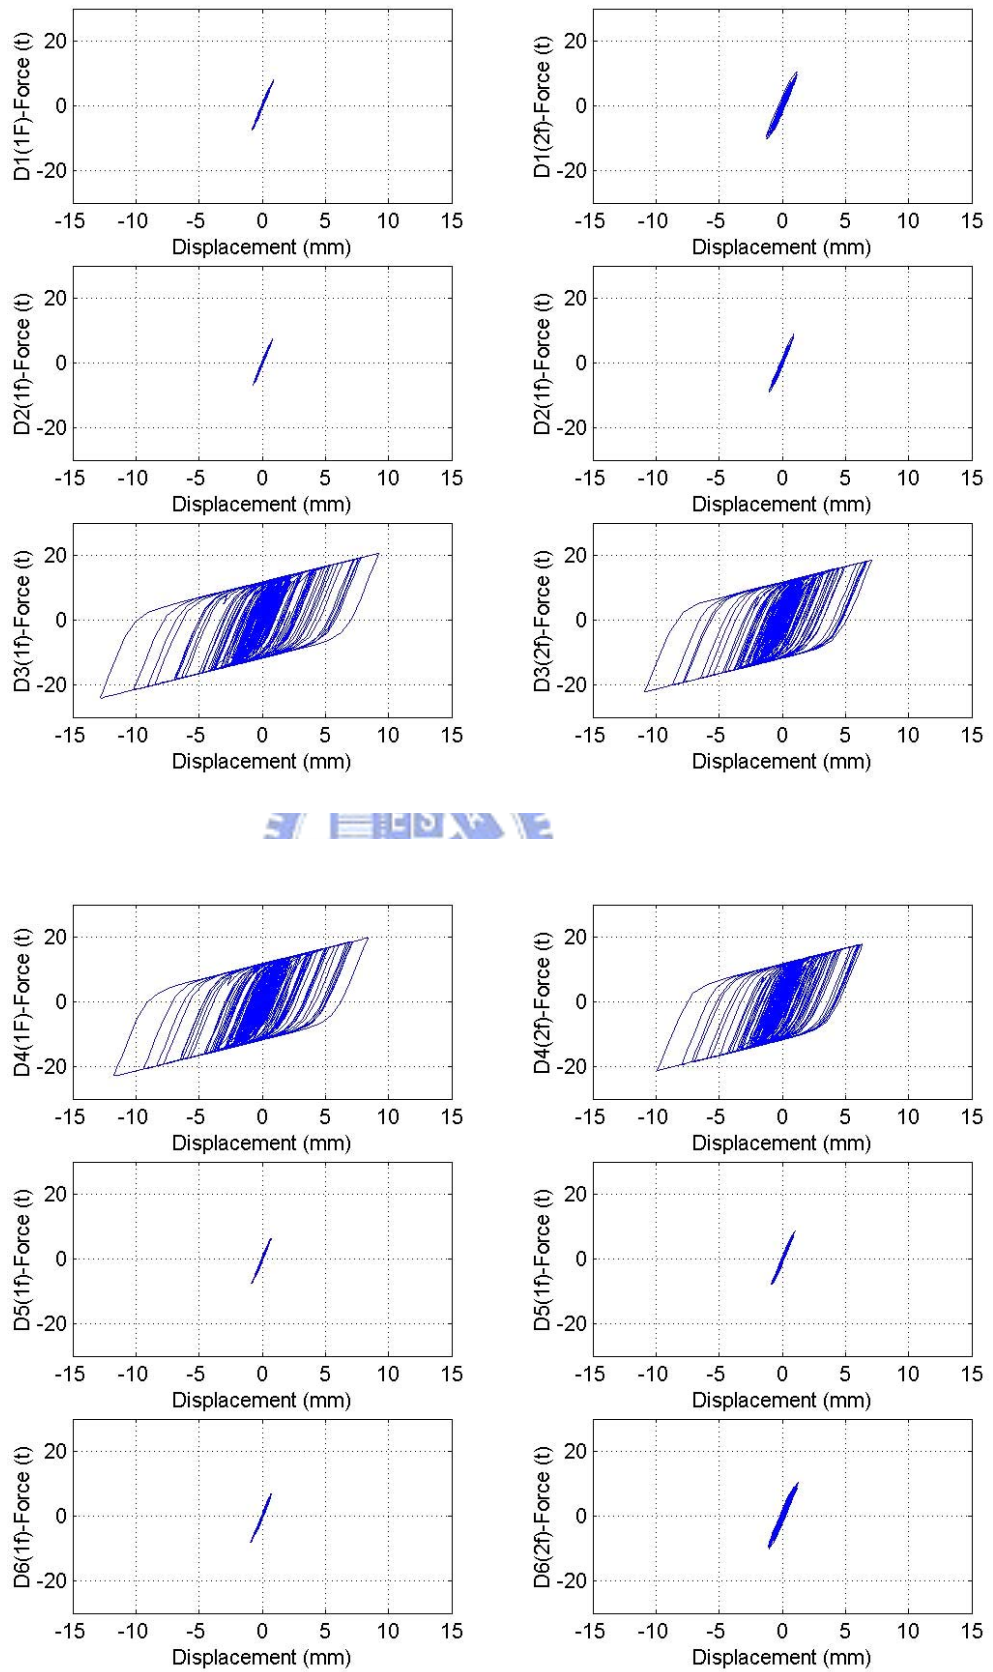 D1(1F)-Force (t)
20
0
-20
-15 -10 -5 0 5 10 15
Displacement (mm)
D1(2f)-Force (t)
20
0
-20
-15 -10 -5 0 5 10 15
Displacement (mm)
D2(1f)-Force (t)
20
0
-20
-15 -10 -5 0 5 10 15
Displacement (mm)
D2(1f)-Force (t)
20
0
-20
-15 -10 -5 0 5 10 15
Displacement (mm)
D3(1f)-Force (t)
20
0
-20
-15 -10 -5 0 5 10 15
Displacement (mm)
D3(2f)-Force (t)
20
0
-20
-15 -10 -5 0 5 10 15
Displacement (mm)
D4(1F)-Force (t)
20
0
-20
-15 -10 -5 0 5 10 15
Displacement (mm)
D4(2f)-Force (t)
20
0
-20
-15 -10 -5 0 5 10 15
Displacement (mm)
D5(1f)-Force (t)
20
0
-20
-15 -10 -5 0 5 10 15
Displacement (mm)
D5(1f)-Force (t)
20
0
-20
-15 -10 -5 0 5 10 15
Displacement (mm)
D6(1f)-Force (t)
20
0
-20
-15 -10 -5 0 5 10 15
Displacement (mm)
D6(2f)-Force (t)
20
0
-20
-15 -10 -5 0 5 10 15
Displacement (mm)